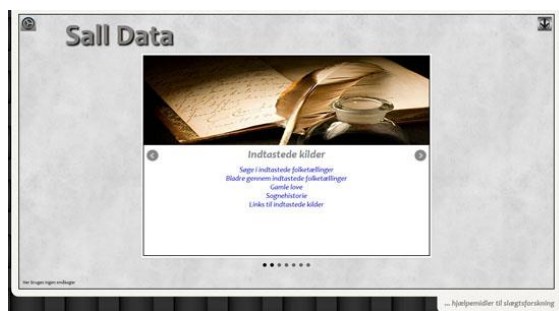 Sall Data
Indtastede kilder
Søge i indtastede folketællinger
Bladre gennem indtastede folketællinger
Gamle love
Sognehistorie
Links til indtastede kilder
... hjælpemidler til slægtsforskning